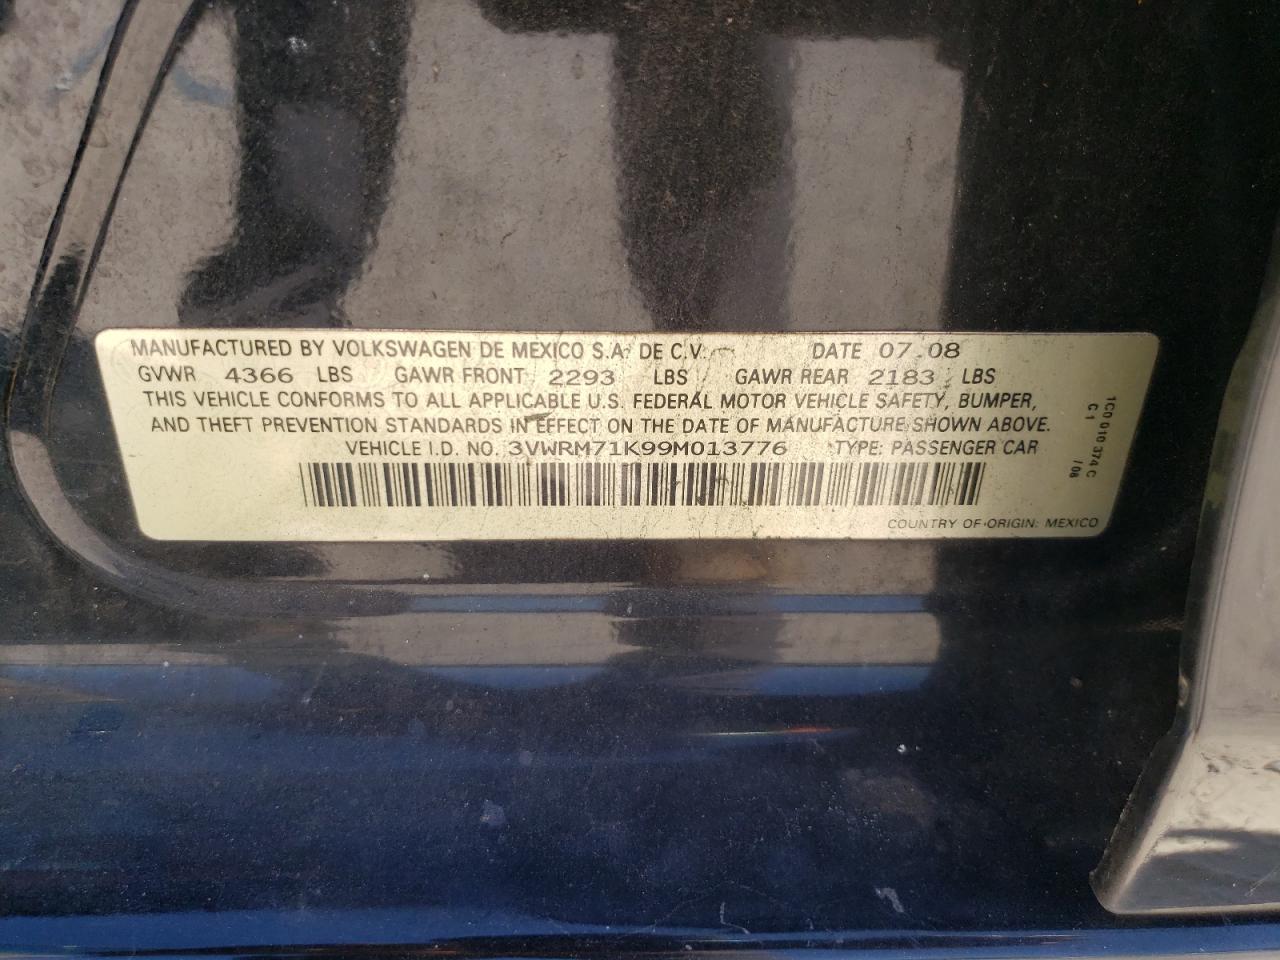 MANUFACTURED BY VOLKSWAGEN DE MEXICO S.A. DE C.V. DATE 07.08
GVWR 4366 LBS GAWR FRONT 2293 LBS GAWR REAR 2183 LBS
THIS VEHICLE CONFORMS TO ALL APPLICABLE U.S. FEDERAL MOTOR VEHICLE SAFETY, BUMPER,
AND THEFT PREVENTION STANDARDS IN EFFECT ON THE DATE OF MANUFACTURE SHOWN ABOVE.
VEHICLE I.D. NO. 3VWRM71K99M013776 TYPE: PASSENGER CAR
COUNTRY OF ORIGIN: MEXICO
1C0 010 374 C
C1 /08